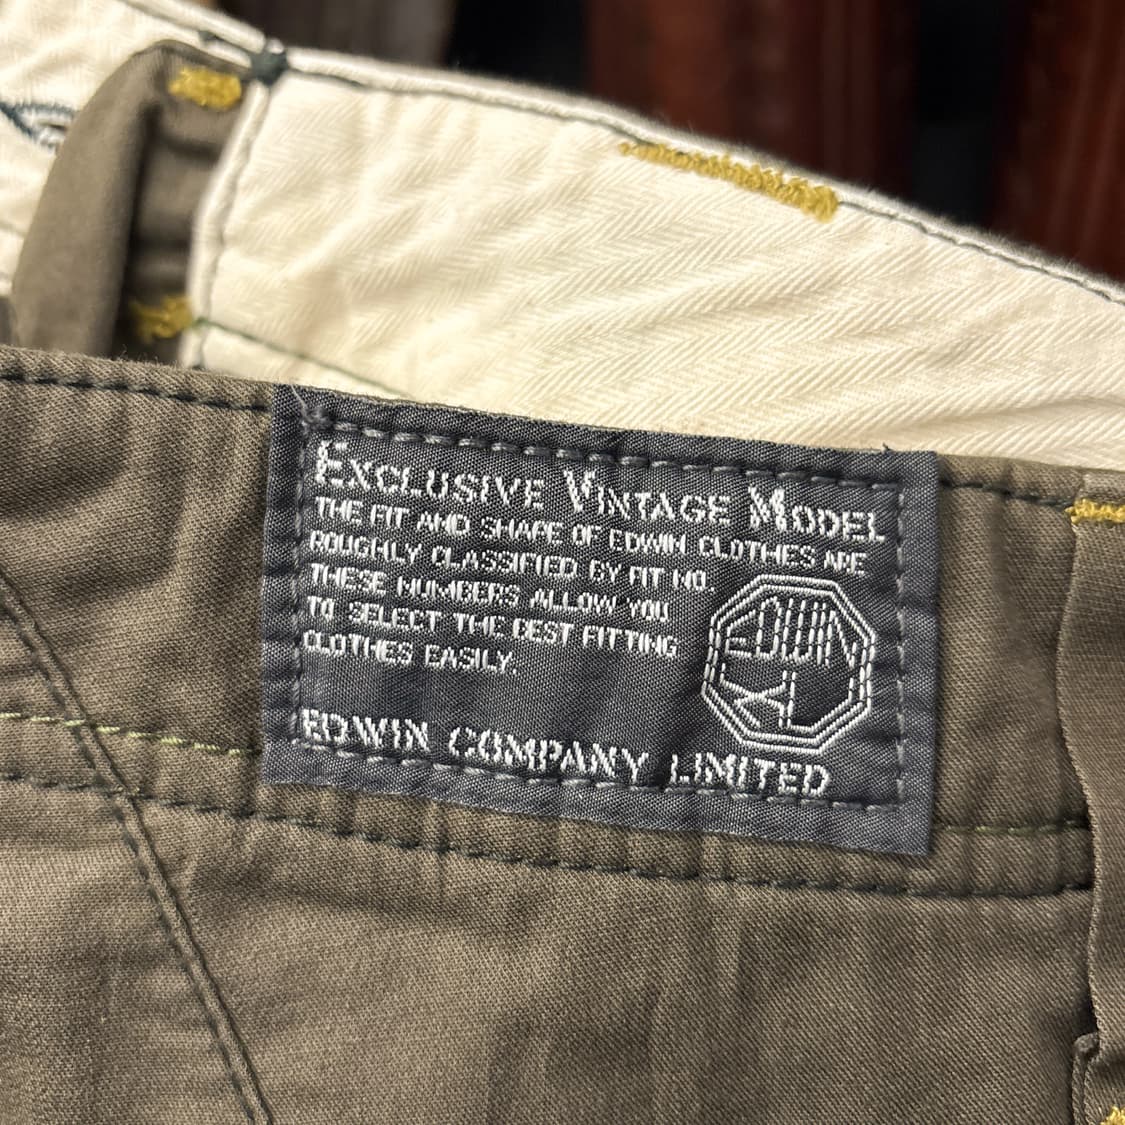 EXCLUSIVE VINTAGE MODEL
THE FIT AND SHAPE OF EDWIN CLOTHES ARE
ROUGHLY CLASSIFIED BY FIT NO.
THESE NUMBERS ALLOW YOU
TO SELECT THE BEST FITTING
CLOTHES EASILY.
EDWIN
EDWIN COMPANY LIMITED